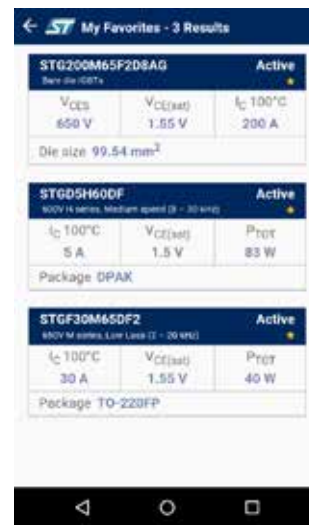 ST My Favorites - 3 Results
STG200M65F2D8AG Active
Bare die IGBTs
VCES VCE(sat) IC 100°C
650 V 1.55 V 200 A
Die size 99.54 mm²
STGD5H60DF Active
600V H series, Medium speed (8 - 30 kHz)
IC 100°C VCE(sat) PTOT
5 A 1.5 V 83 W
Package DPAK
STGF30M65DF2 Active
650V M series, Low Loss (2 - 20 kHz)
IC 100°C VCE(sat) PTOT
30 A 1.55 V 40 W
Package TO-220FP